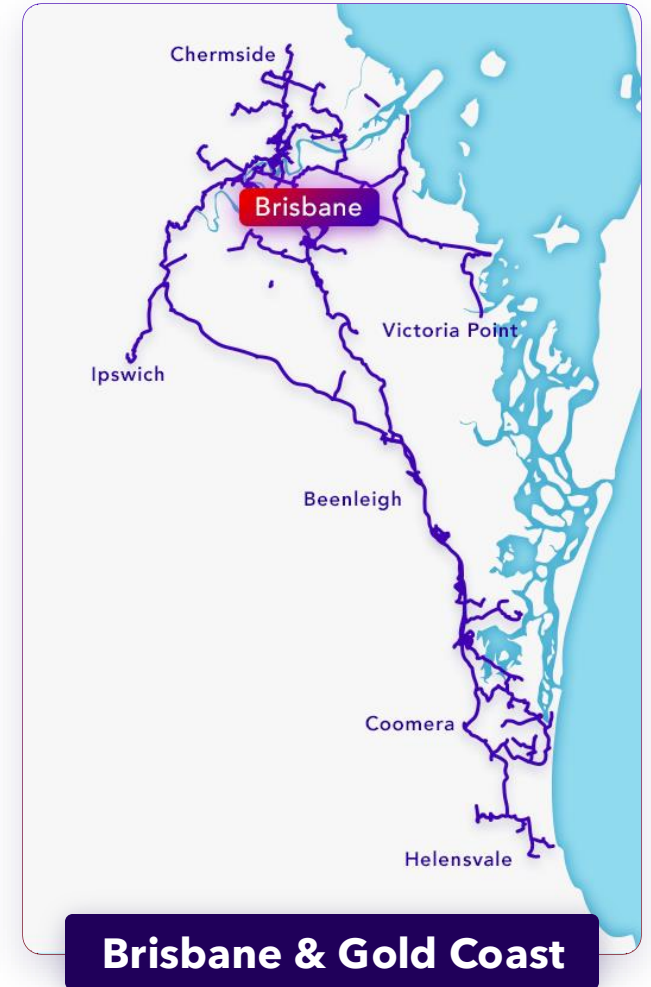 Chermside
Brisbane
Victoria Point
Ipswich
Beenleigh
Coomera
Helensvale
Brisbane & Gold Coast